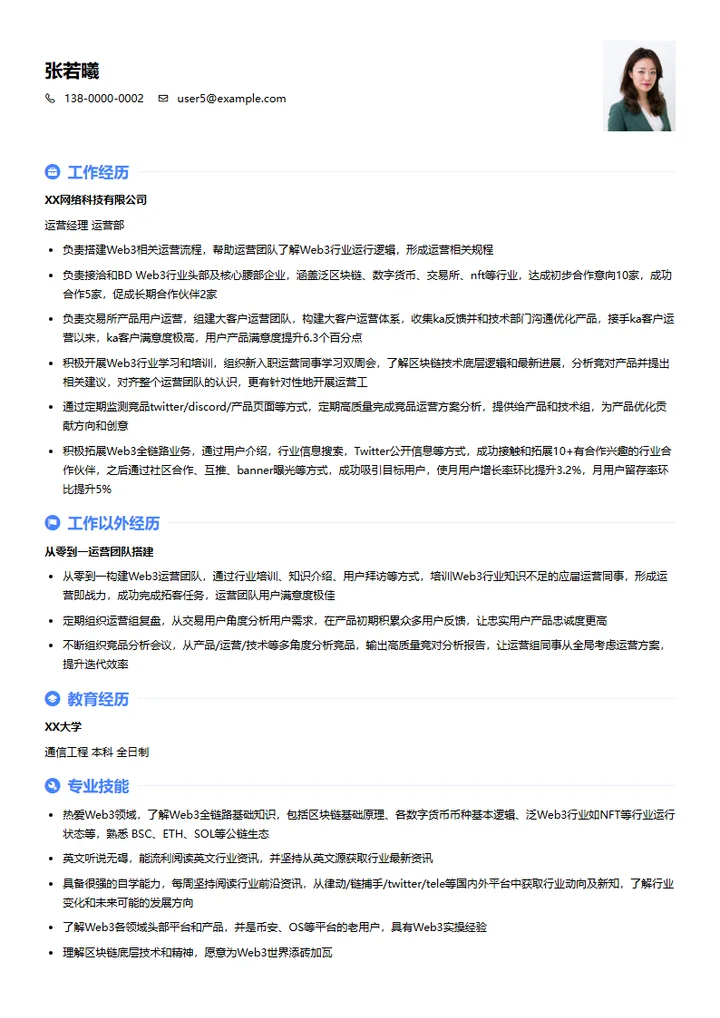 张若曦
138-0000-0002 user5@example.com
工作经历
XX网络科技有限公司
运营经理 运营部
• 负责搭建Web3相关运营流程，帮助运营团队了解Web3行业运行逻辑，形成运营相关规程
• 负责接洽和BD Web3行业头部及核心腰部企业，涵盖泛区块链、数字货币、交易所、nft等行业，达成初步合作意向10家，成功
合作5家，促成长期合作伙伴2家
• 负责交易所产品用户运营，组建大客户运营团队，构建大客户运营体系，收集ka反馈并和技术部门沟通优化产品，接手ka客户运
营以来，ka客户满意度极高，用户产品满意度提升6.3个百分点
• 积极开展Web3行业学习和培训，组织新入职运营同事学习双周会，了解区块链技术底层逻辑和最新进展，分析竞对产品并提出
相关建议，对齐整个运营团队的认识，更有针对性地开展运营工
• 通过定期监测竞品twitter/discord/产品页面等方式，定期高质量完成竞品运营方案分析，提供给产品和技术组，为产品优化贡
献方向和创意
• 积极拓展Web3全链路业务，通过用户介绍，行业信息搜索，Twitter公开信息等方式，成功接触和拓展10+有合作兴趣的行业合
作伙伴，之后通过社区合作、互推、banner曝光等方式，成功吸引目标用户，使月用户增长率环比提升3.2%，月用户留存率环
比提升5%
工作以外经历
从零到一运营团队搭建
• 从零到一构建Web3运营团队，通过行业培训、知识介绍、用户拜访等方式，培训Web3行业知识不足的应届运营同事，形成运
营即战力，成功完成拓客任务，运营团队用户满意度极佳
• 定期组织运营组复盘，从交易用户角度分析用户需求，在产品初期积累众多用户反馈，让忠实用户产品忠诚度更高
• 不断组织竞品分析会议，从产品/运营/技术等多角度分析竞品，输出高质量竞对分析报告，让运营组同事从全局考虑运营方案，
提升迭代效率
教育经历
XX大学
通信工程 本科 全日制
专业技能
• 热爱Web3领域，了解Web3全链路基础知识，包括区块链基础原理、各数字货币币种基本逻辑、泛Web3行业如NFT等行业运行
状态等，熟悉 BSC、ETH、SOL等公链生态
• 英文听说无碍，能流利阅读英文行业资讯，并坚持从英文源获取行业最新资讯
• 具备很强的自学能力，每周坚持阅读行业前沿资讯，从律动/链捕手/twitter/tele等国内外平台中获取行业动向及新知，了解行业
变化和未来可能的发展方向
• 了解Web3各领域头部平台和产品，并是币安、OS等平台的老用户，具有Web3实操经验
• 理解区块链底层技术和精神，愿意为Web3世界添砖加瓦